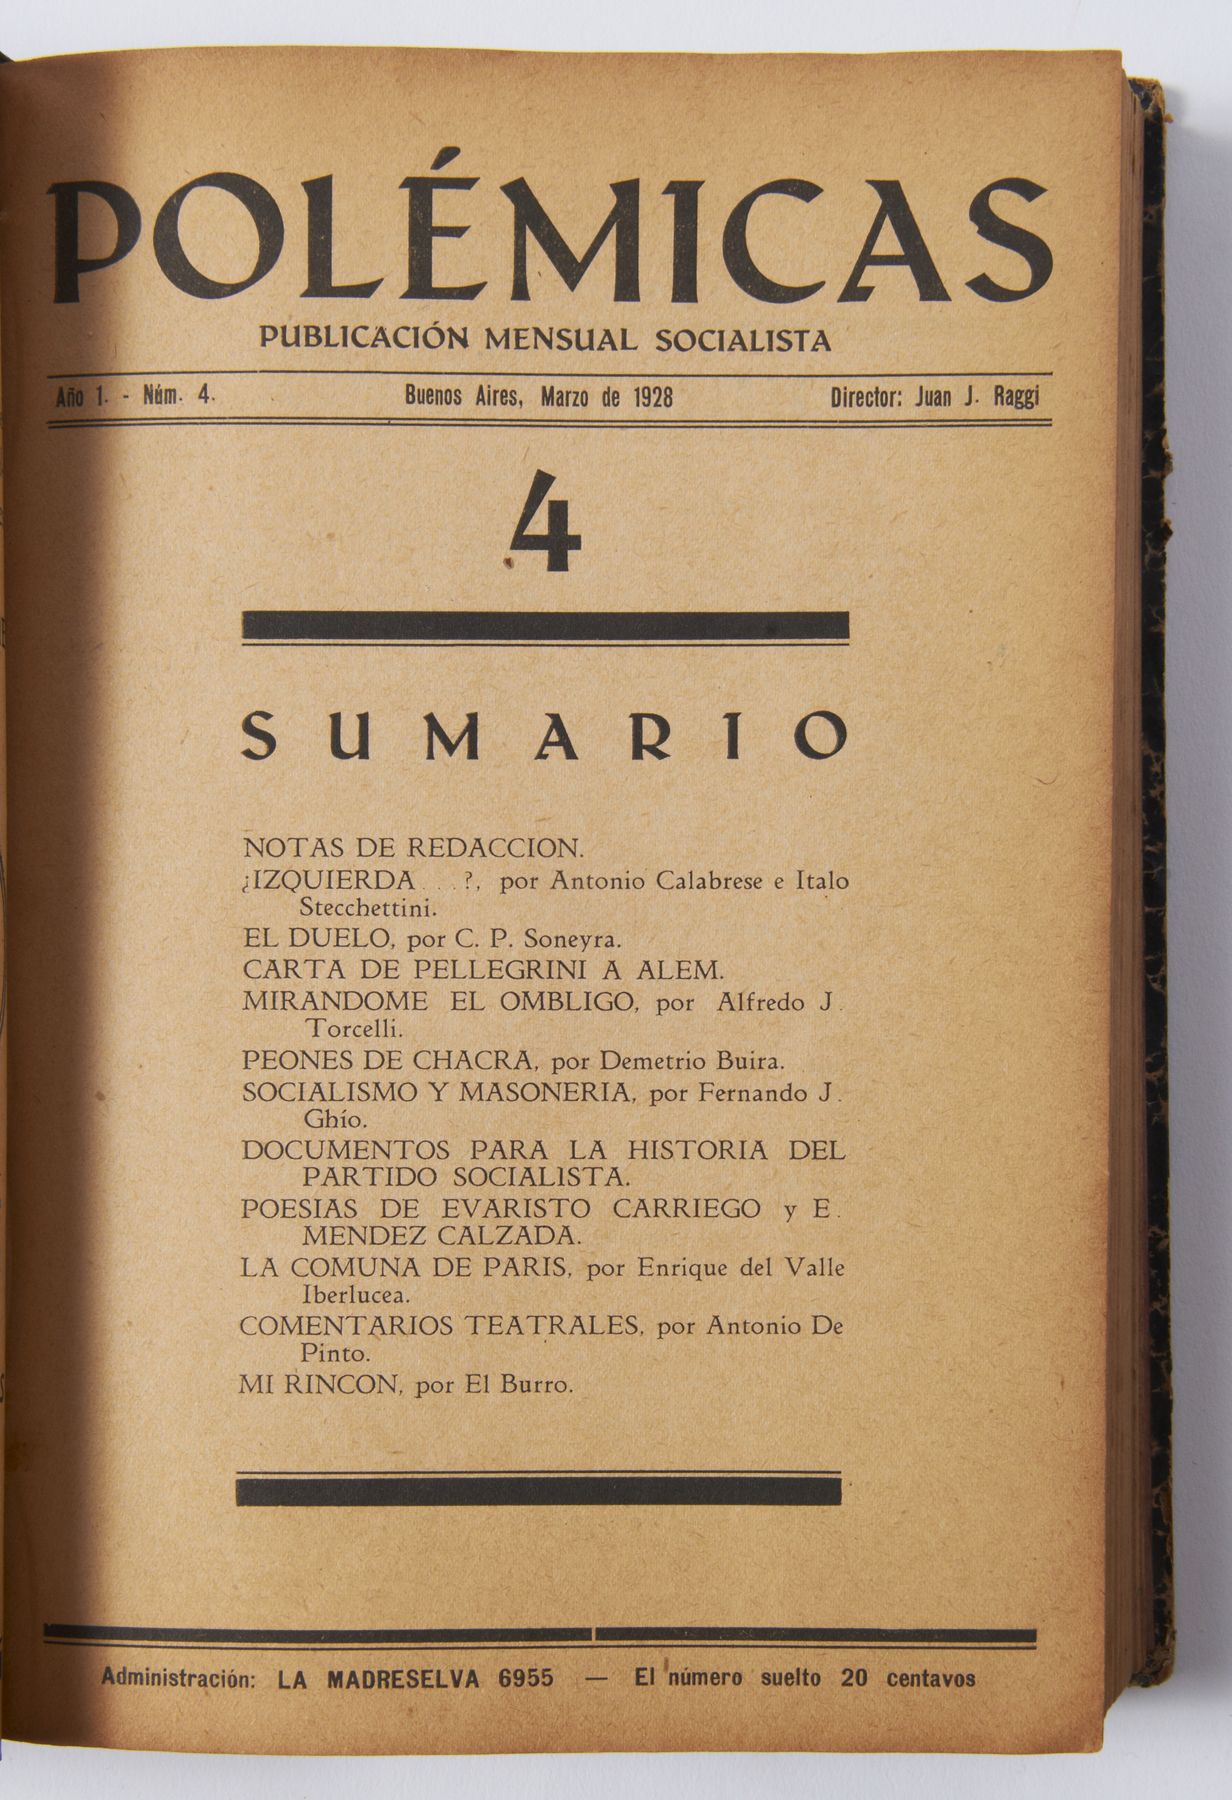 POLÉMICAS
PUBLICACIÓN MENSUAL SOCIALISTA
Año 1. - Núm. 4. Buenos Aires, Marzo de 1928 Director: Juan J. Raggi
4
SUMARIO
NOTAS DE REDACCION.
¿IZQUIERDA . . . ?, por Antonio Calabrese e Italo
Stecchettini.
EL DUELO, por C. P. Soneyra.
CARTA DE PELLEGRINI A ALEM.
MIRANDOME EL OMBLIGO, por Alfredo J.
Torcelli.
PEONES DE CHACRA, por Demetrio Buira.
SOCIALISMO Y MASONERIA, por Fernando J.
Ghío.
DOCUMENTOS PARA LA HISTORIA DEL
PARTIDO SOCIALISTA.
POESIAS DE EVARISTO CARRIEGO y E.
MENDEZ CALZADA.
LA COMUNA DE PARIS, por Enrique del Valle
Iberlucea.
COMENTARIOS TEATRALES, por Antonio De
Pinto.
MI RINCON, por El Burro.
Administración: LA MADRESELVA 6955 — El número suelto 20 centavos